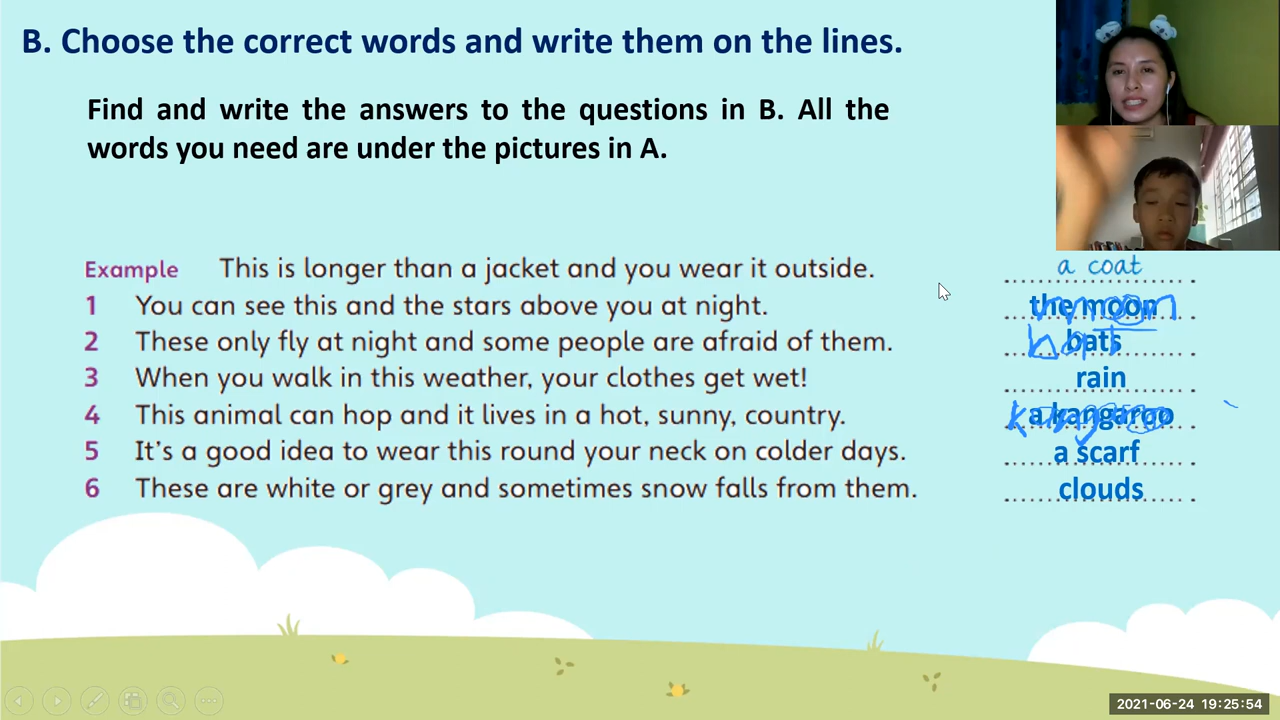 B. Choose the correct words and write them on the lines.
Find and write the answers to the questions in B. All the
words you need are under the pictures in A.
Example This is longer than a jacket and you wear it outside. a coat
1 You can see this and the stars above you at night. the moon
2 These only fly at night and some people are afraid of them. bats
3 When you walk in this weather, your clothes get wet! rain
4 This animal can hop and it lives in a hot, sunny, country. a kangaroo
5 It's a good idea to wear this round your neck on colder days. a scarf
6 These are white or grey and sometimes snow falls from them. clouds
2021-06-24 19:25:54